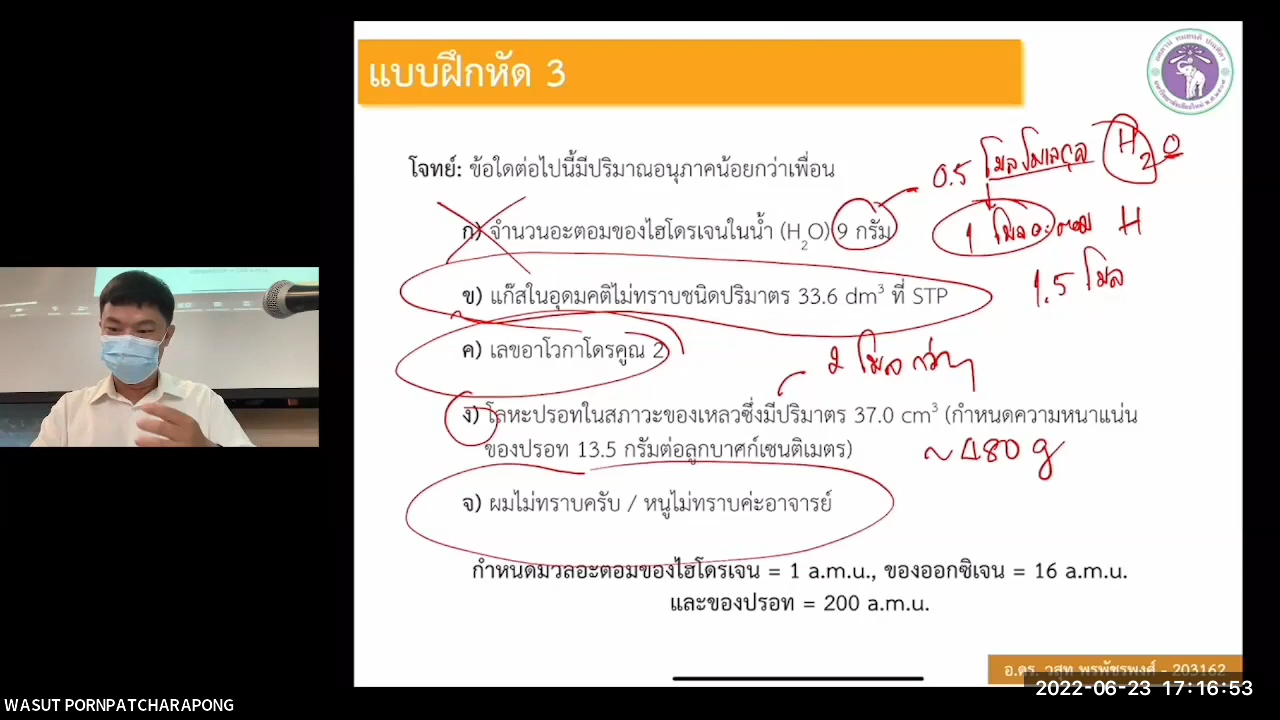 แบบฝึกหัด 3
โจทย์: ข้อใดต่อไปนี้มีปริมาณอนุภาคน้อยกว่าเพื่อน
0.5 โมลโมเลกุล H2O
ก) จำนวนอะตอมของไฮโดรเจนในน้ำ (H2O) 9 กรัม
1 โมลอะตอม H
ข) แก๊สในอุดมคติไม่ทราบชนิดปริมาตร 33.6 dm3 ที่ STP
1.5 โมล
ค) เลขอาโวกาโดรคูณ 2
2 โมล กว่าๆ
ง) โลหะปรอทในสภาวะของเหลวซึ่งมีปริมาตร 37.0 cm3 (กำหนดความหนาแน่น
ของปรอท 13.5 กรัมต่อลูกบาศก์เซนติเมตร)
~480 g
จ) ผมไม่ทราบครับ / หนูไม่ทราบค่ะอาจารย์
กำหนดมวลอะตอมของไฮโดรเจน = 1 a.m.u., ของออกซิเจน = 16 a.m.u.
และของปรอท = 200 a.m.u.
อ.ดร. วสุท พรพัชรพงศ์ - 203162
2022-06-23 17:16:53
WASUT PORNPATCHARAPONG